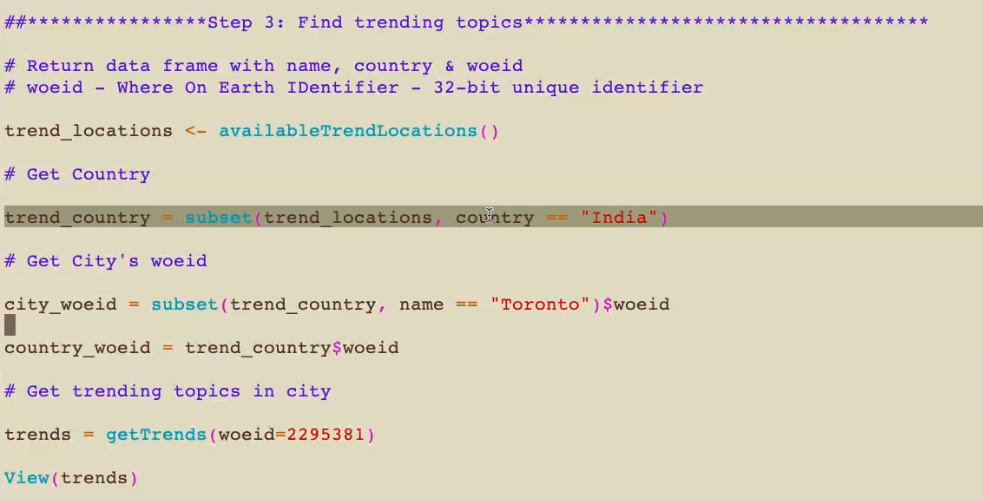 ##****************Step 3: Find trending topics************************************
# Return data frame with name, country & woeid
# woeid - Where On Earth IDentifier - 32-bit unique identifier
trend_locations <- availableTrendLocations()
# Get Country
trend_country = subset(trend_locations, country == "India")
# Get City's woeid
city_woeid = subset(trend_country, name == "Toronto")$woeid
country_woeid = trend_country$woeid
# Get trending topics in city
trends = getTrends(woeid=2295381)
View(trends)